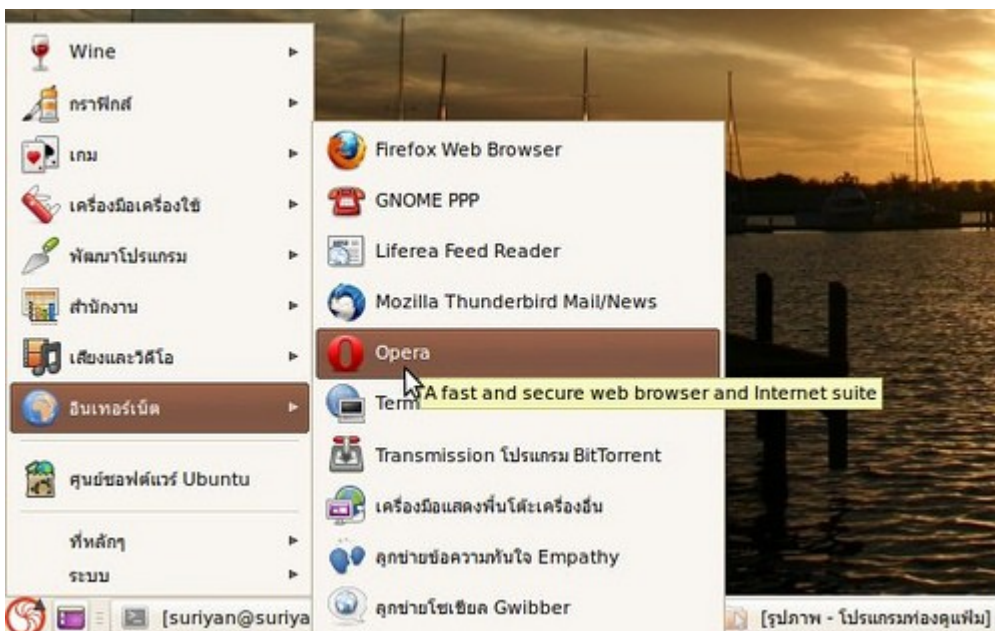 Wine
กราฟิกส์
เกม
เครื่องมือเครื่องใช้
พัฒนาโปรแกรม
สำนักงาน
เสียงและวิดีโอ
อินเทอร์เน็ต
ศูนย์ซอฟต์แวร์ Ubuntu
ที่หลักๆ
ระบบ
Firefox Web Browser
GNOME PPP
Liferea Feed Reader
Mozilla Thunderbird Mail/News
Opera
A fast and secure web browser and Internet suite
Term
Transmission โปรแกรม BitTorrent
เครื่องมือแสดงพื้นโต๊ะเครื่องอื่น
ลูกข่ายข้อความทันใจ Empathy
ลูกข่ายโซเชียล Gwibber
[suriyan@suriya
[รูปภาพ - โปรแกรมท่องดูแฟ้ม]